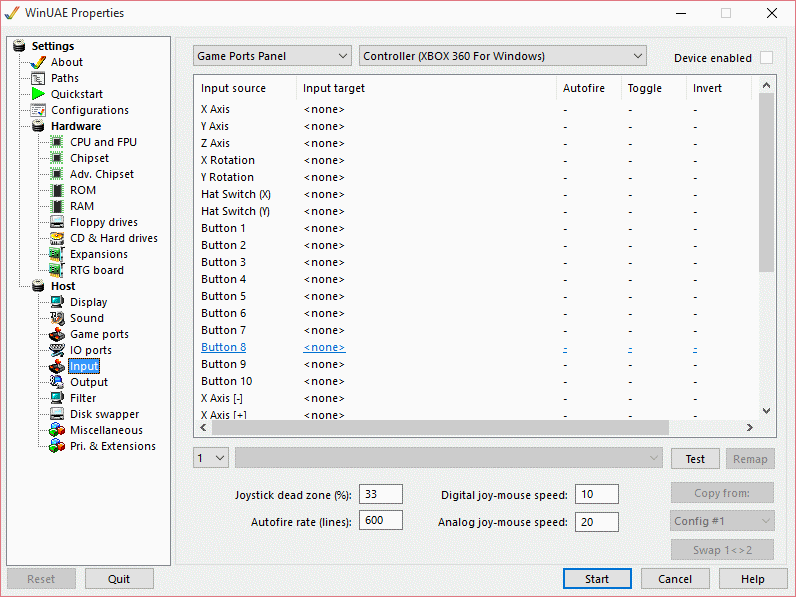 WinUAE Properties
Settings
About
Paths
Quickstart
Configurations
Hardware
CPU and FPU
Chipset
Adv. Chipset
ROM
RAM
Floppy drives
CD & Hard drives
Expansions
RTG board
Host
Display
Sound
Game ports
IO ports
Input
Output
Filter
Disk swapper
Miscellaneous
Pri. & Extensions
Game Ports Panel
Controller (XBOX 360 For Windows)
Device enabled
Input source Input target Autofire Toggle Invert
X Axis <none> - - -
Y Axis <none> - - -
Z Axis <none> - - -
X Rotation <none> - - -
Y Rotation <none> - - -
Hat Switch (X) <none> - - -
Hat Switch (Y) <none> - - -
Button 1 <none> - - -
Button 2 <none> - - -
Button 3 <none> - - -
Button 4 <none> - - -
Button 5 <none> - - -
Button 6 <none> - - -
Button 7 <none> - - -
Button 8 <none> - - -
Button 9 <none> - - -
Button 10 <none> - - -
X Axis [-] <none> - - -
X Axis [+] <none> - - -
1
Test
Remap
Joystick dead zone (%): 33
Digital joy-mouse speed: 10
Copy from:
Autofire rate (lines): 600
Analog joy-mouse speed: 20
Config #1
Swap 1<>2
Reset
Quit
Start
Cancel
Help